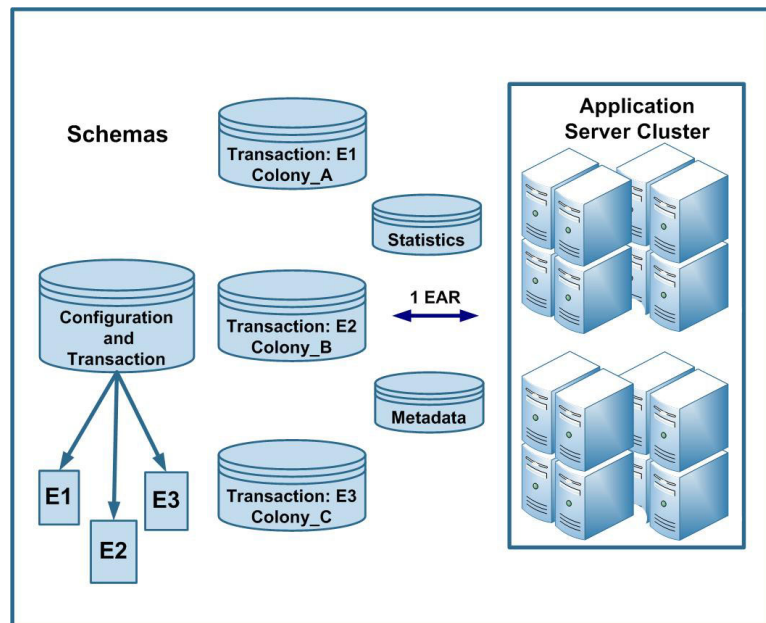 Schemas
Transaction: E1
Colony_A
Application
Server Cluster
Statistics
Configuration
and
Transaction
Transaction: E2
Colony_B
1 EAR
Metadata
E1
E2
E3
Transaction: E3
Colony_C